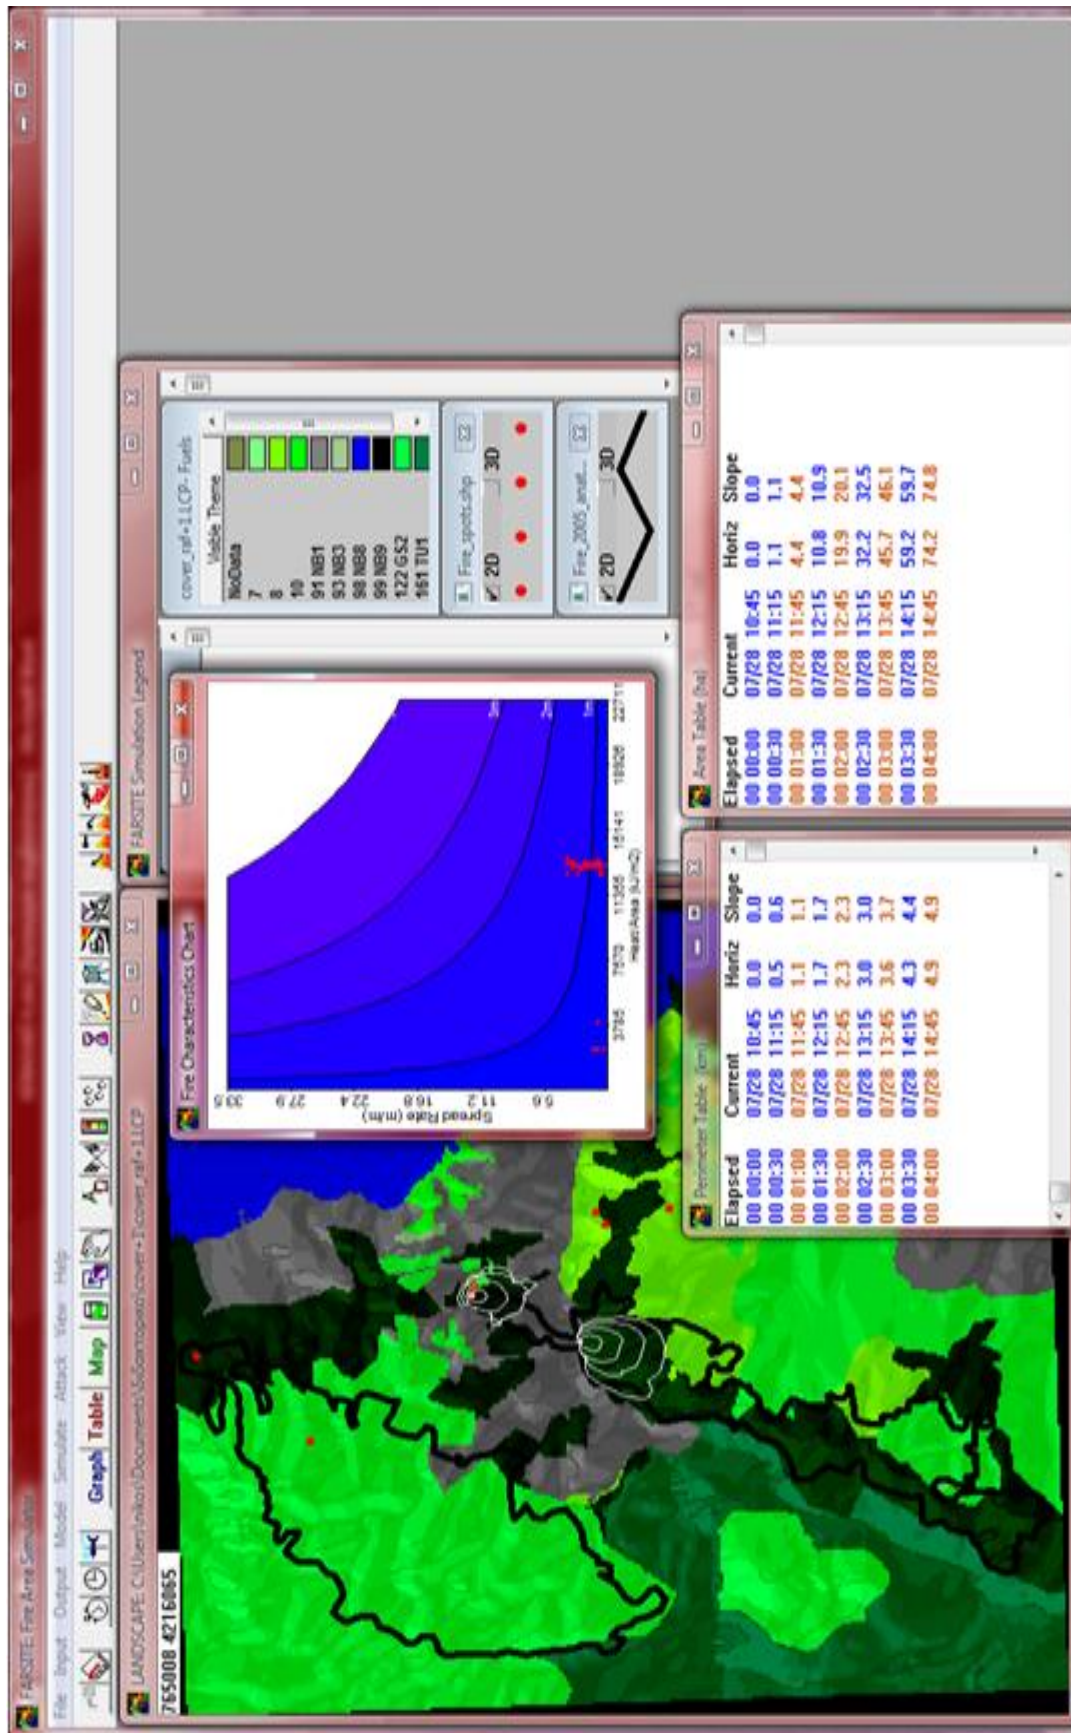 FARSITE: Fire Area Simulator
File Input Output Model Simulate Attack View Help
Graph Table Map
LANDSCAPE: C:\Users\nikos\Documents\
765008 4216065
FARSITE Simulation Legend
cover_raf+1.LCP- Fuels
Visible Theme
NoData
7
8
10
91 NB1
93 NB3
98 NB8
99 NB9
122 GS2
161 TU1
Fire_spots.shp
2D 3D
Fire_2005_anat...
2D 3D
Fire Characteristics Chart
Spread Rate (m/m)
33.5
27.9
22.4
16.8
11.2
5.6
3785 7570 11355 15141 18926 22711
Heat/Area (kJ/m2)
Perimeter Table (km)
Elapsed Current Horiz Slope
00 00:00 07/28 10:45 0.0 0.0
00 00:30 07/28 11:15 0.5 0.6
00 01:00 07/28 11:45 1.1 1.1
00 01:30 07/28 12:15 1.7 1.7
00 02:00 07/28 12:45 2.3 2.3
00 02:30 07/28 13:15 3.0 3.0
00 03:00 07/28 13:45 3.6 3.7
00 03:30 07/28 14:15 4.3 4.4
00 04:00 07/28 14:45 4.9 4.9
Area Table (ha)
Elapsed Current Horiz Slope
00 00:00 07/28 10:45 0.0 0.0
00 00:30 07/28 11:15 1.1 1.1
00 01:00 07/28 11:45 4.4 4.4
00 01:30 07/28 12:15 10.8 10.9
00 02:00 07/28 12:45 19.9 20.1
00 02:30 07/28 13:15 32.2 32.5
00 03:00 07/28 13:45 45.7 46.1
00 03:30 07/28 14:15 59.2 59.7
00 04:00 07/28 14:45 74.2 74.8